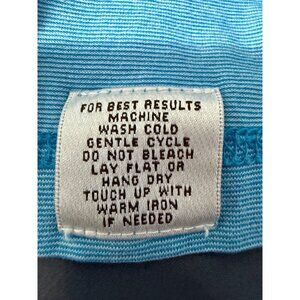 FOR BEST RESULTS
MACHINE
WASH COLD
GENTLE CYCLE
DO NOT BLEACH
LAY FLAT OR
HANG DRY
TOUCH UP WITH
WARM IRON
IF NEEDED